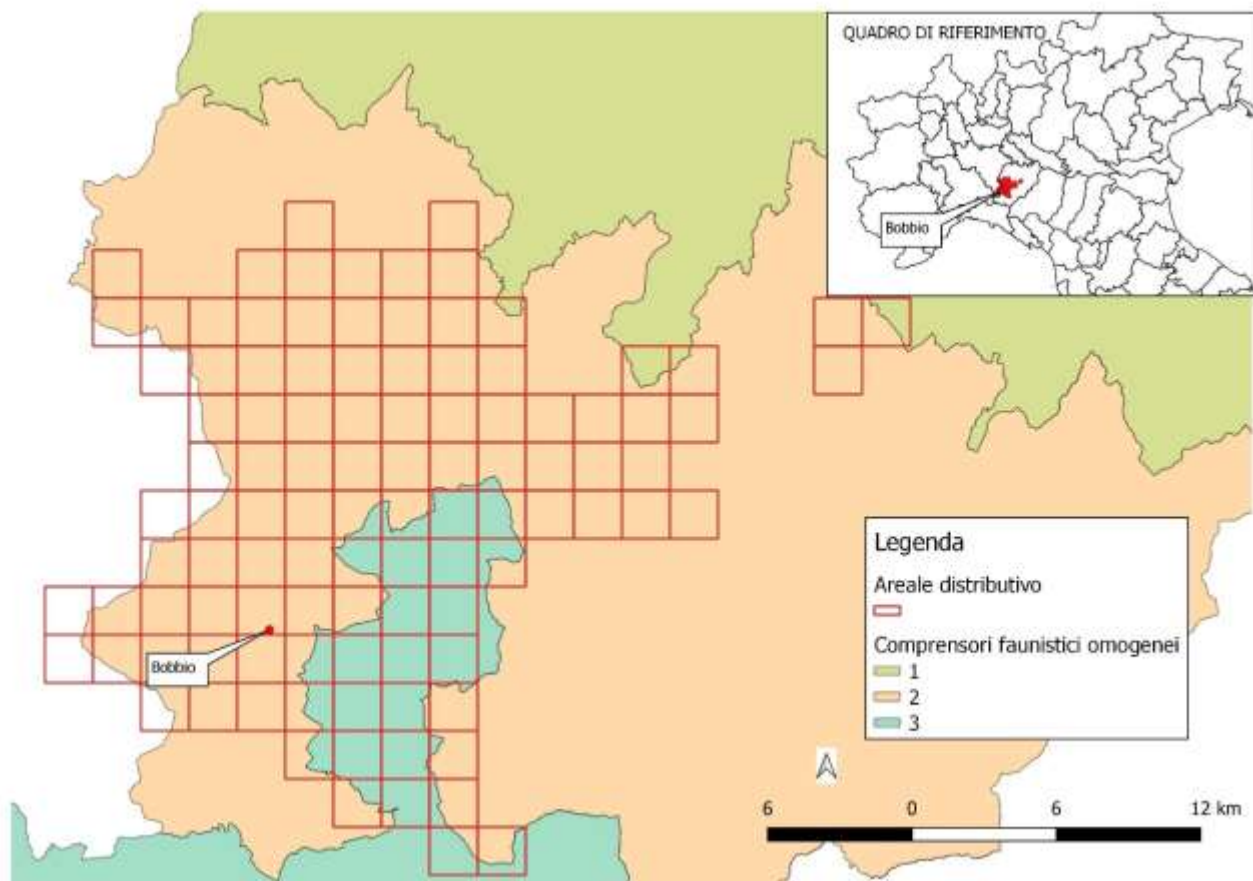 QUADRO DI RIFERIMENTO
Bobbio
Bobbio
Legenda
Areale distributivo
Comprensori faunistici omogenei
1
2
3
6 0 6 12 km